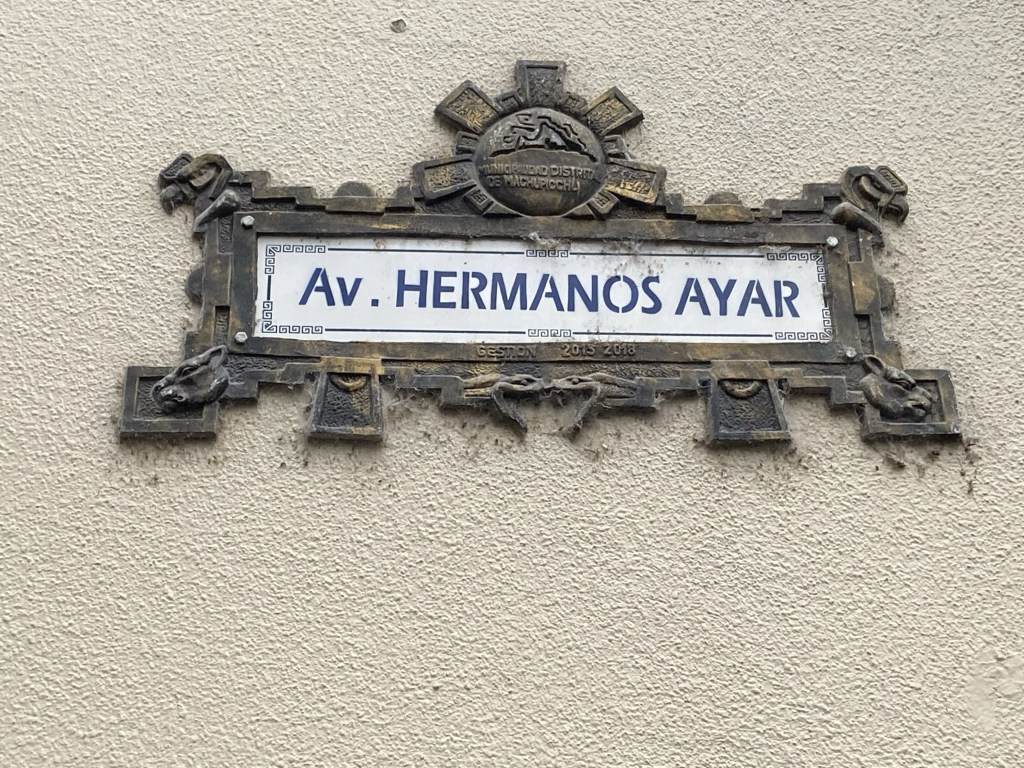 MUNICIPALIDAD DISTRITAL
DE MACHUPICCHU
Av. HERMANOS AYAR
GESTION 2015 2018